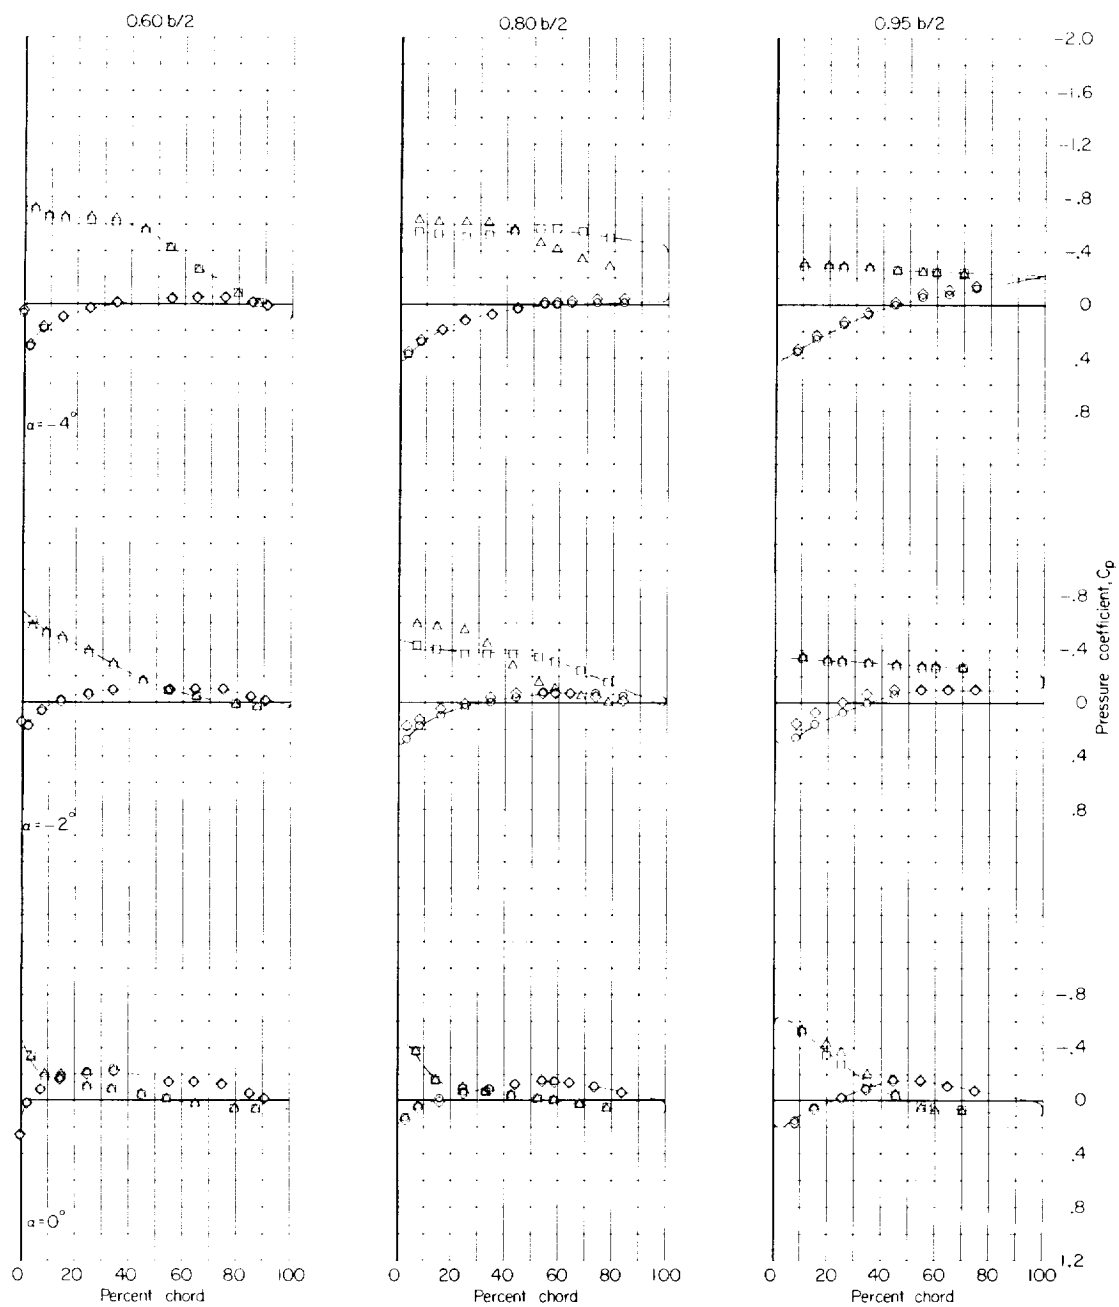 0.60 b/2
0.80 b/2
0.95 b/2
-2.0
-1.6
-1.2
-.8
-.4
0
.4
.8
α=-4°
-.8
-.4
0
.4
.8
α=-2°
Pressure coefficient, Cp
-.8
-.4
0
.4
.8
1.2
α=0°
0 20 40 60 80 100
0 20 40 60 80 100
0 20 40 60 80 100
Percent chord
Percent chord
Percent chord